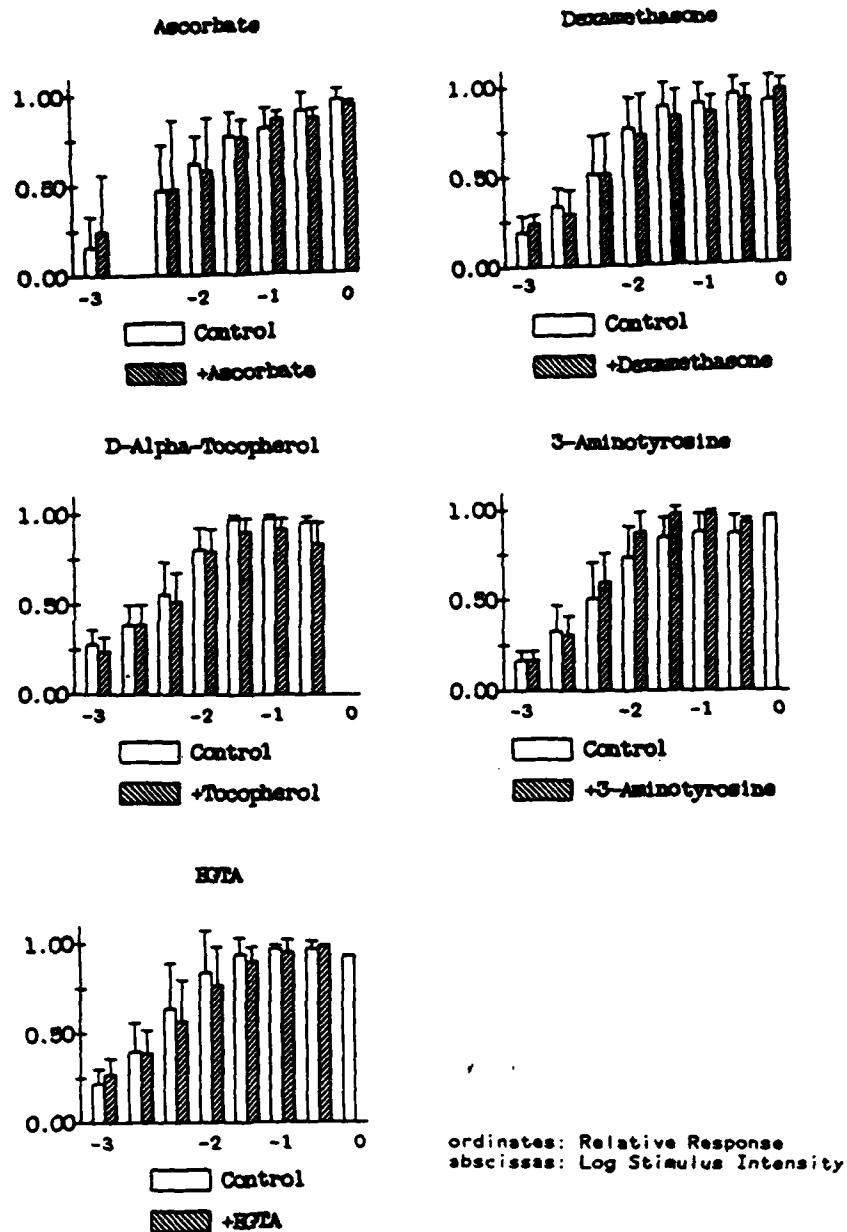 Ascorbate
1.00
0.50
0.00
-3 -2 -1 0
Control
+Ascorbate
Dexamethasone
1.00
0.50
0.00
-3 -2 -1 0
Control
+Dexamethasone
D-Alpha-Tocopherol
1.00
0.50
0.00
-3 -2 -1 0
Control
+Tocopherol
3-Aminotyrosine
1.00
0.50
0.00
-3 -2 -1 0
Control
+3-Aminotyrosine
EGTA
1.00
0.50
0.00
-3 -2 -1 0
Control
+EGTA
ordinates: Relative Response
abscissas: Log Stimulus Intensity